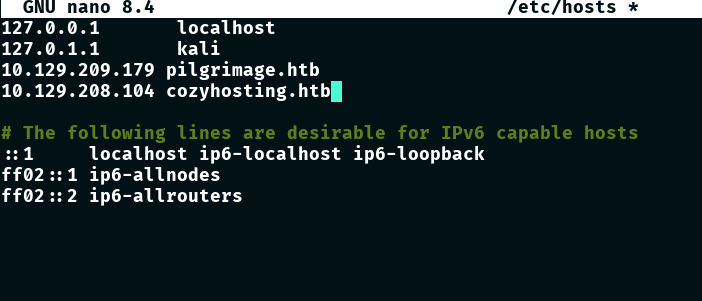 GNU nano 8.4 /etc/hosts *
127.0.0.1 localhost
127.0.1.1 kali
10.129.209.179 pilgrimage.htb
10.129.208.104 cozyhosting.htb
# The following lines are desirable for IPv6 capable hosts
::1 localhost ip6-localhost ip6-loopback
ff02::1 ip6-allnodes
ff02::2 ip6-allrouters